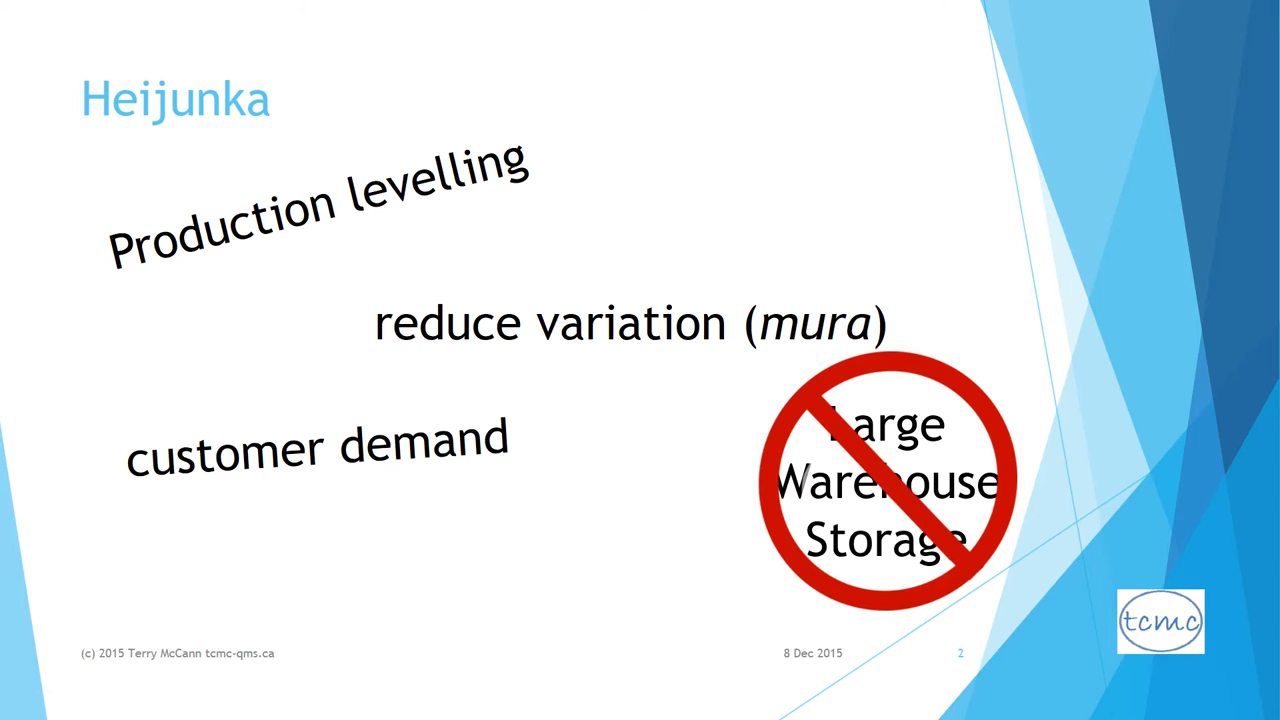 Heijunka
Production levelling
reduce variation (mura)
customer demand
Large
Warehouse
Storage
tcmc
(c) 2015 Terry McCann tcmc-qms.ca
8 Dec 2015
2